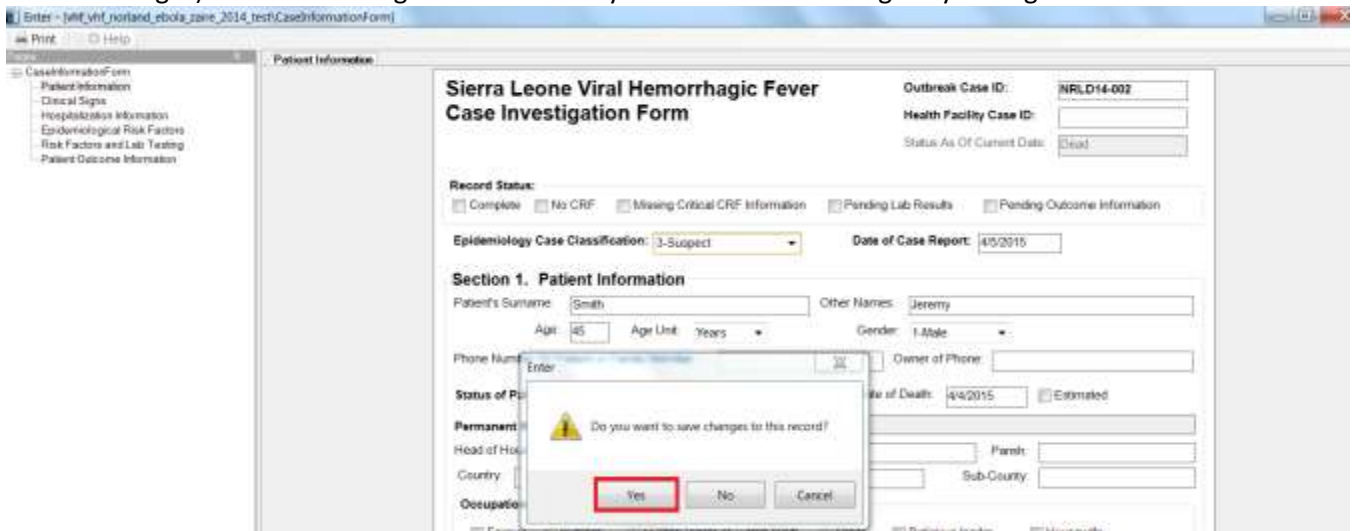 Enter - [vhf_vhf_norland_ebola_zaire_2014_test\CaseInformationForm]
Print Help
Patient Information
CaseInformationForm
Patient Information
Clinical Signs
Hospitalization Information
Epidemiological Risk Factors
Risk Factors and Lab Testing
Patient Outcome Information
Sierra Leone Viral Hemorrhagic Fever
Case Investigation Form
Outbreak Case ID: NRLD14-002
Health Facility Case ID:
Status As Of Current Date: Dead
Record Status:
Complete No CRF Missing Critical CRF Information Pending Lab Results Pending Outcome Information
Epidemiology Case Classification: 3-Suspect Date of Case Report: 4/5/2015
Section 1. Patient Information
Patient's Surname: Smith Other Names: Jeremy
Age: 45 Age Unit: Years Gender: 1-Male
Phone Owner of Phone:
Status of of Death: 4/4/2015 Estimated
Permanent
Head of Parish:
Country Sub-County:
Enter
Do you want to save changes to this record?
Yes No Cancel